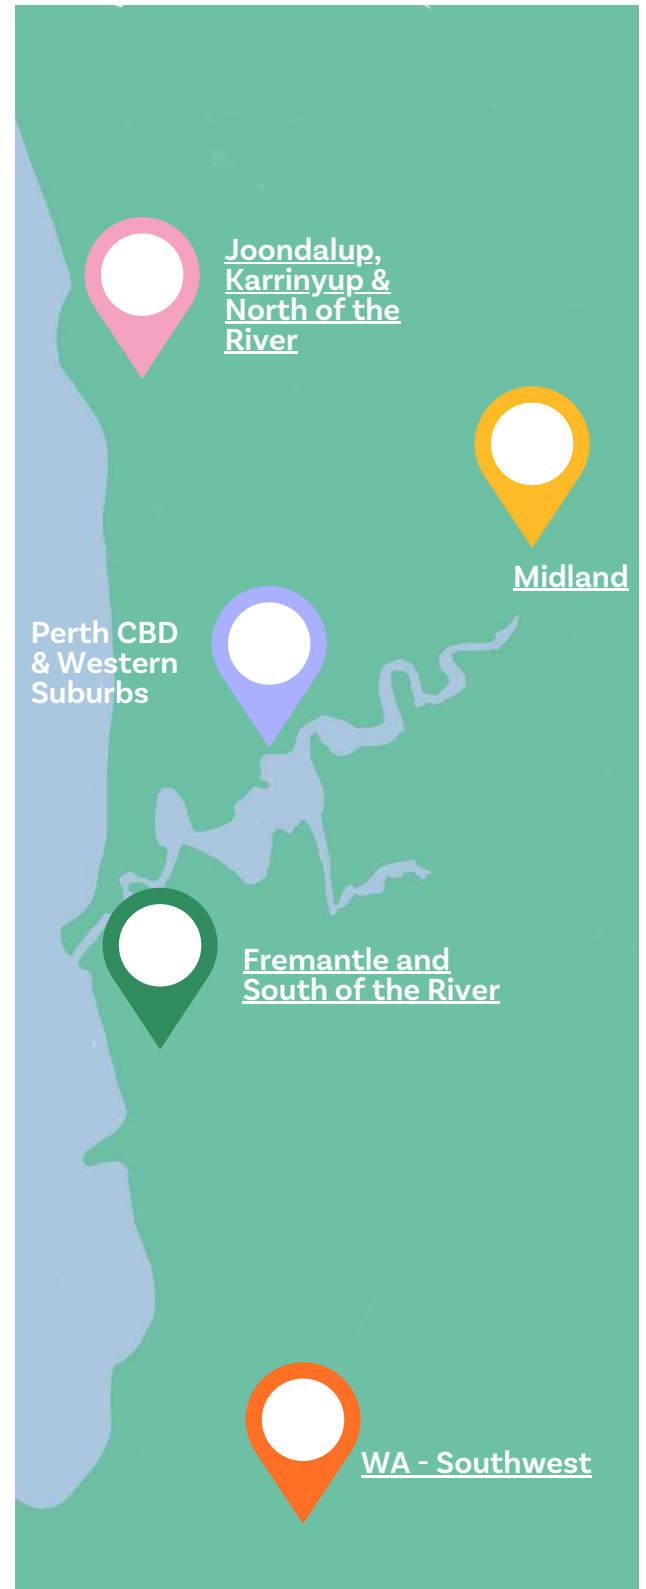 Joondalup,
Karrinyup &
North of the
River
Midland
Perth CBD
& Western
Suburbs
Fremantle and
South of the River
WA - Southwest